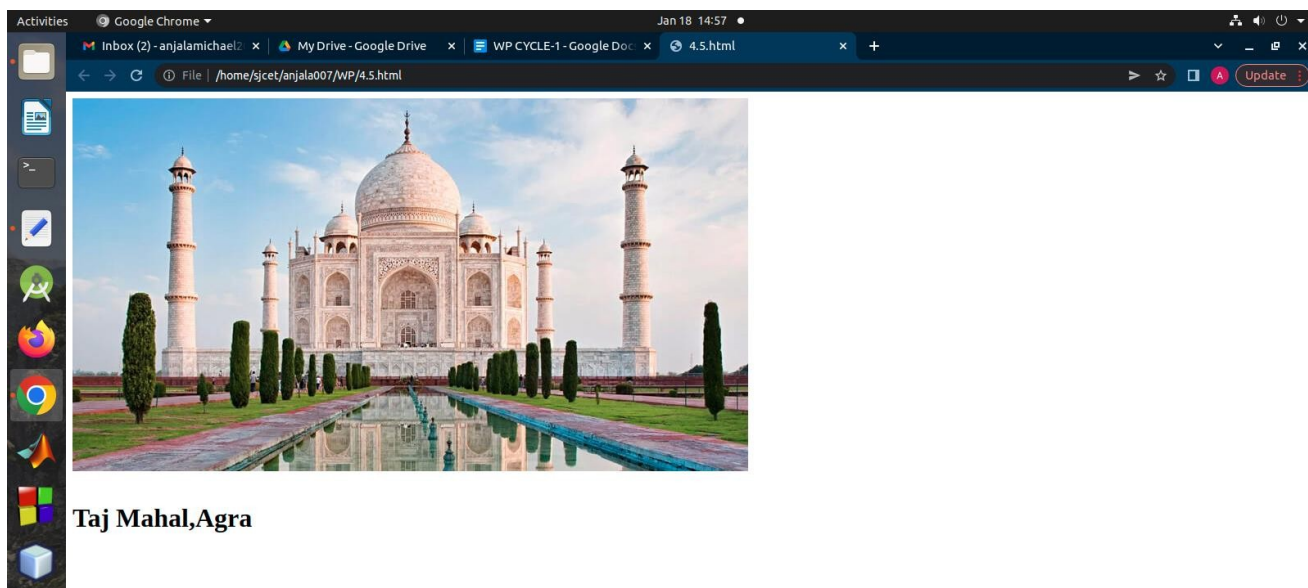 Activities Google Chrome Jan 18 14:57
Inbox (2) - anjalamichael2 My Drive - Google Drive WP CYCLE-1 - Google Doc 4.5.html
File /home/sjcet/anjala007/WP/4.5.html A Update
Taj Mahal,Agra